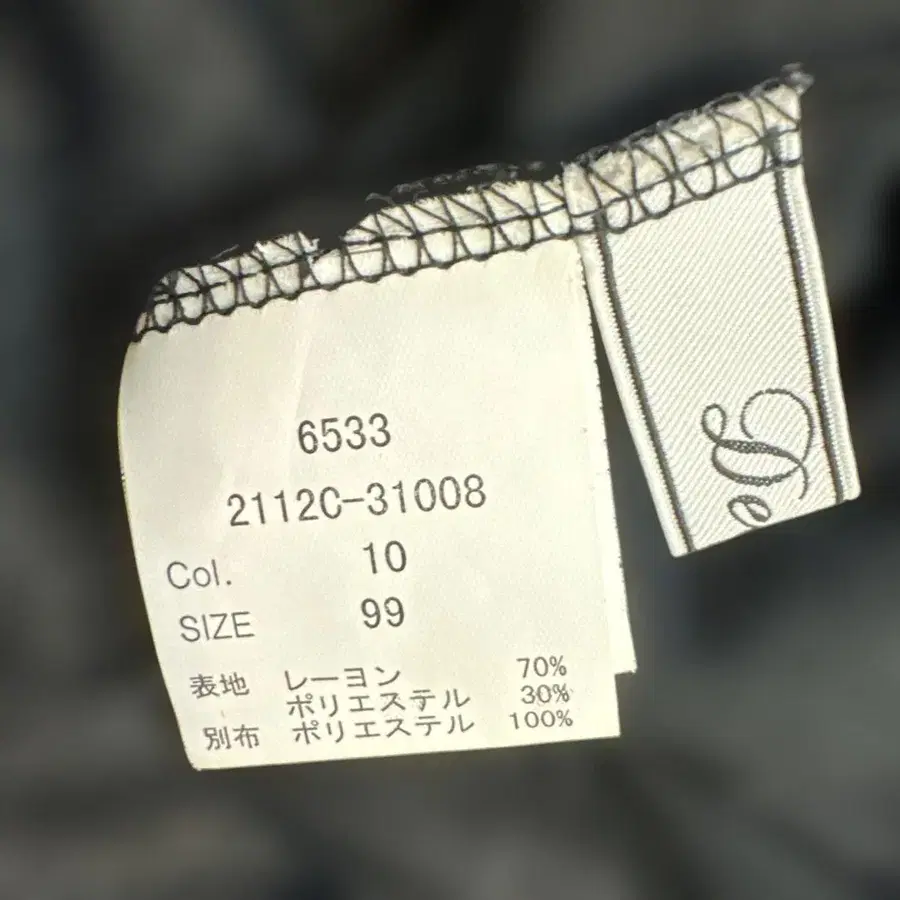 6533
2112C-31008
Col. 10
SIZE 99
表地 レーヨン 70%
ポリエステル 30%
別布 ポリエステル 100%
De